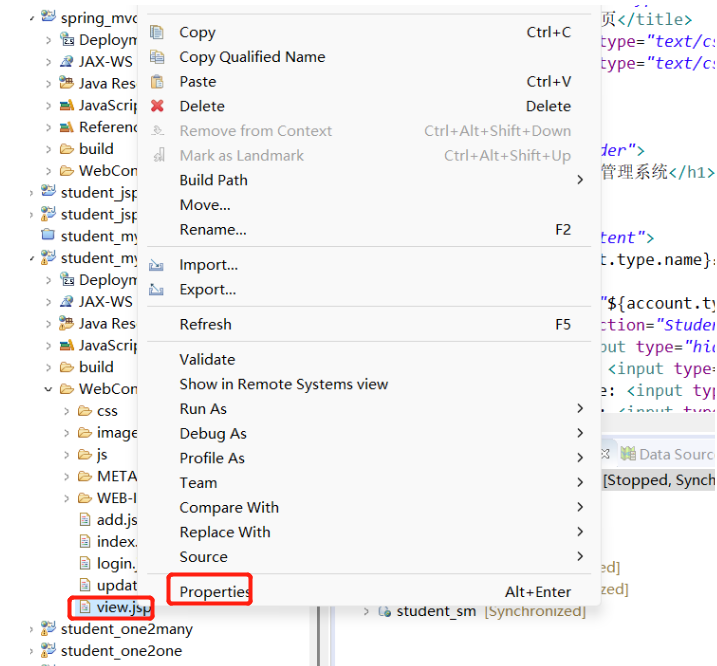 spring_mvc
Deploym
JAX-WS
Java Res
JavaScrip
Referenc
build
WebCon
student_jsp
student_jsp
student_my
student_my
Deploym
JAX-WS
Java Res
JavaScrip
build
WebCon
css
image
js
META
WEB-I
add.js
index.
login.
updat
view.jsp
student_one2many
student_one2one
Copy Ctrl+C
Copy Qualified Name
Paste Ctrl+V
Delete Delete
Remove from Context Ctrl+Alt+Shift+Down
Mark as Landmark Ctrl+Alt+Shift+Up
Build Path
Move...
Rename... F2
Import...
Export...
Refresh F5
Validate
Show in Remote Systems view
Run As
Debug As
Profile As
Team
Compare With
Replace With
Source
Properties Alt+Enter
页</title>
type="text/cs
type="text/cs
der">
管理系统</h1>
tent">
t.type.name}:
"${account.ty
ction="Studen
put type="hid
<input type=
e: <input typ
: <input type
Data Sourc
[Stopped, Synch
ed]
zed]
student_sm [Synchronized]